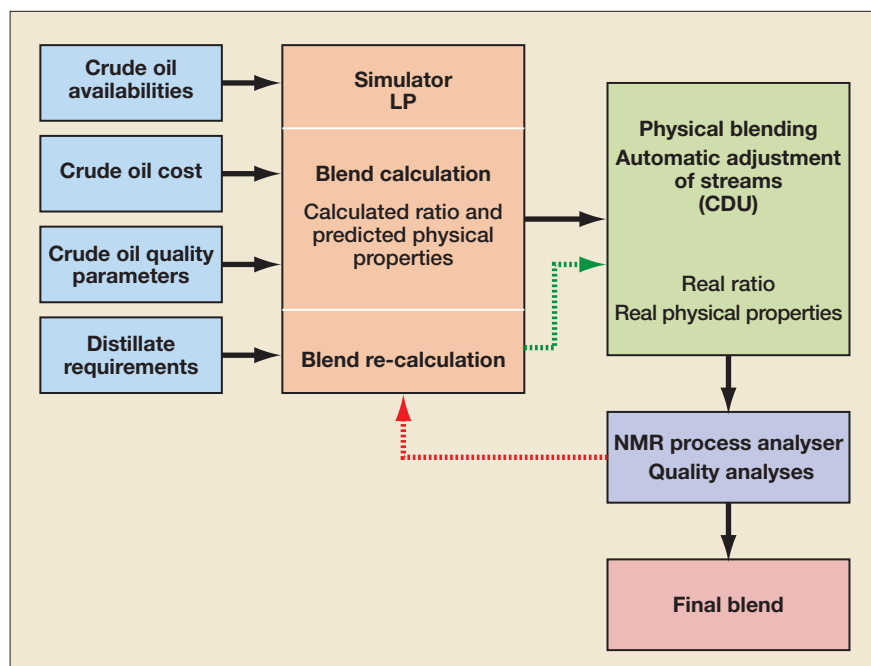 Crude oil
availabilities
Crude oil cost
Crude oil quality
parameters
Distillate
requirements
Simulator
LP
Blend calculation
Calculated ratio and
predicted physical
properties
Blend re-calculation
Physical blending
Automatic adjustment
of streams
(CDU)
Real ratio
Real physical properties
NMR process analyser
Quality analyses
Final blend